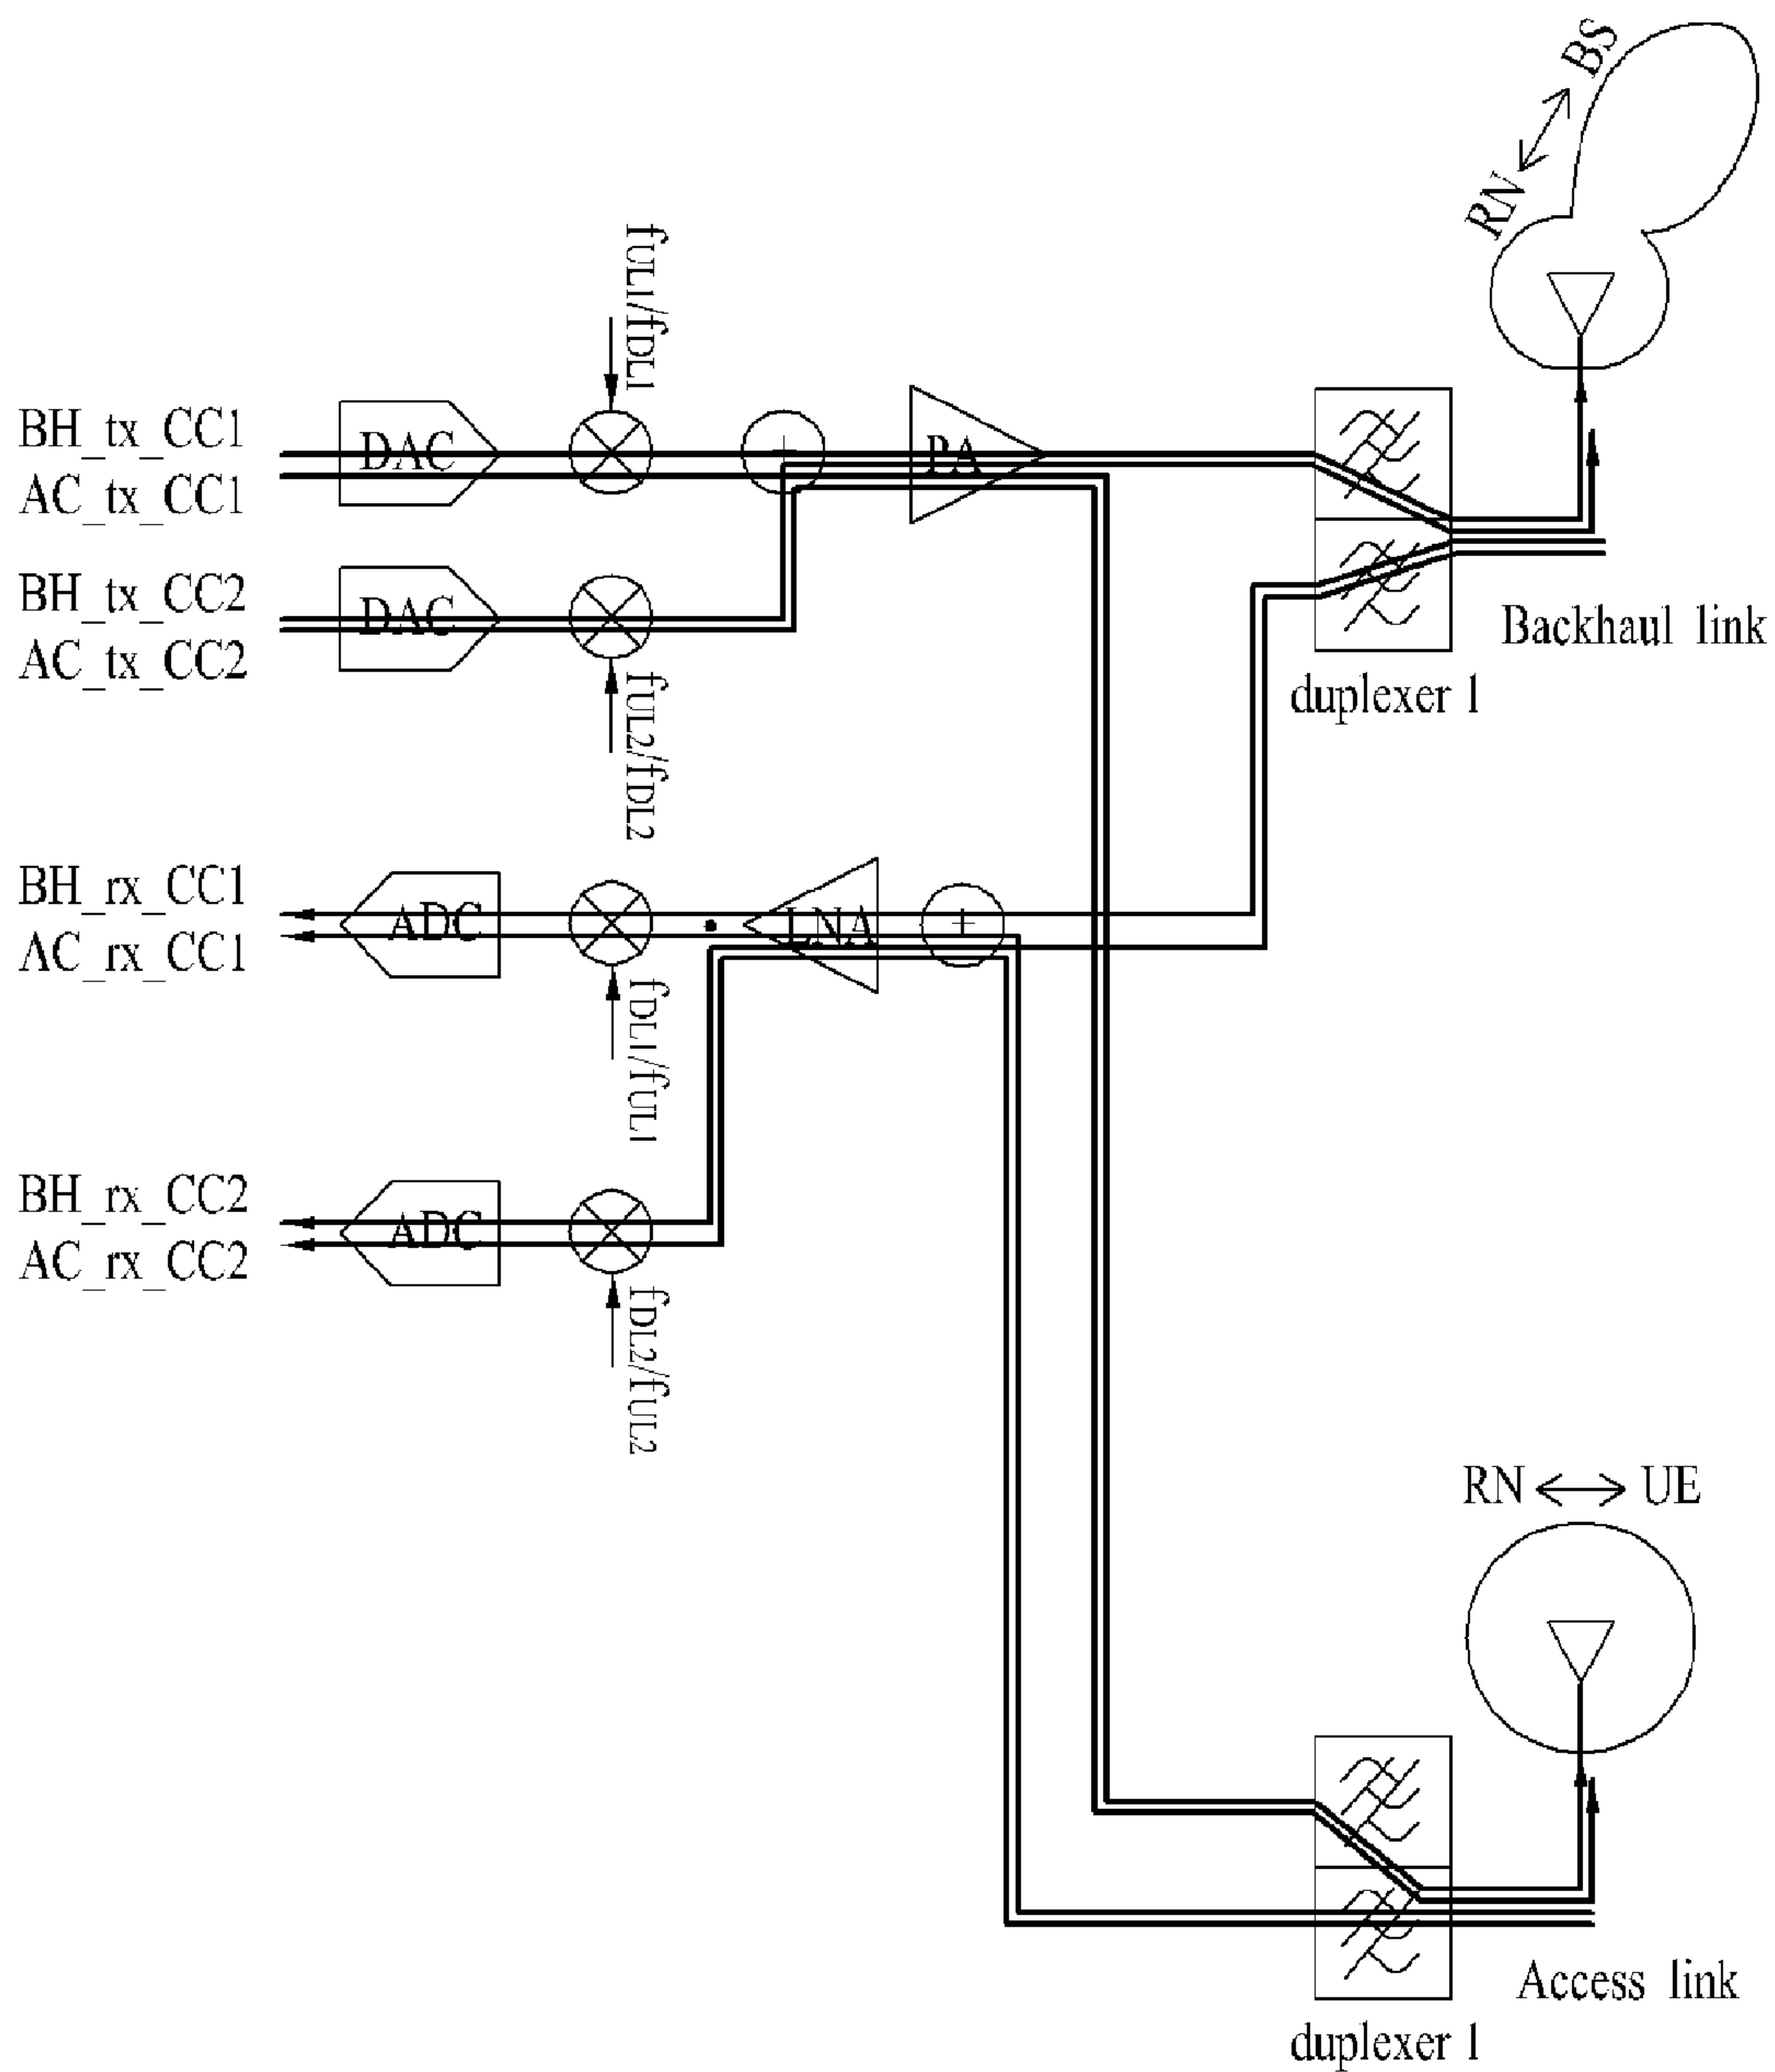 BS
RN
fUL1/fDL1
BH_tx_CC1
DAC
+
PA
AC_tx_CC1
BH_tx_CC2
DAC
AC_tx_CC2
Backhaul link
duplexer 1
fUL2/fDL2
BH_rx_CC1
ADC
LNA
+
AC_rx_CC1
fDL1/fUL1
BH_rx_CC2
ADC
AC_rx_CC2
fDL2/fUL2
RN UE
Access link
duplexer 1